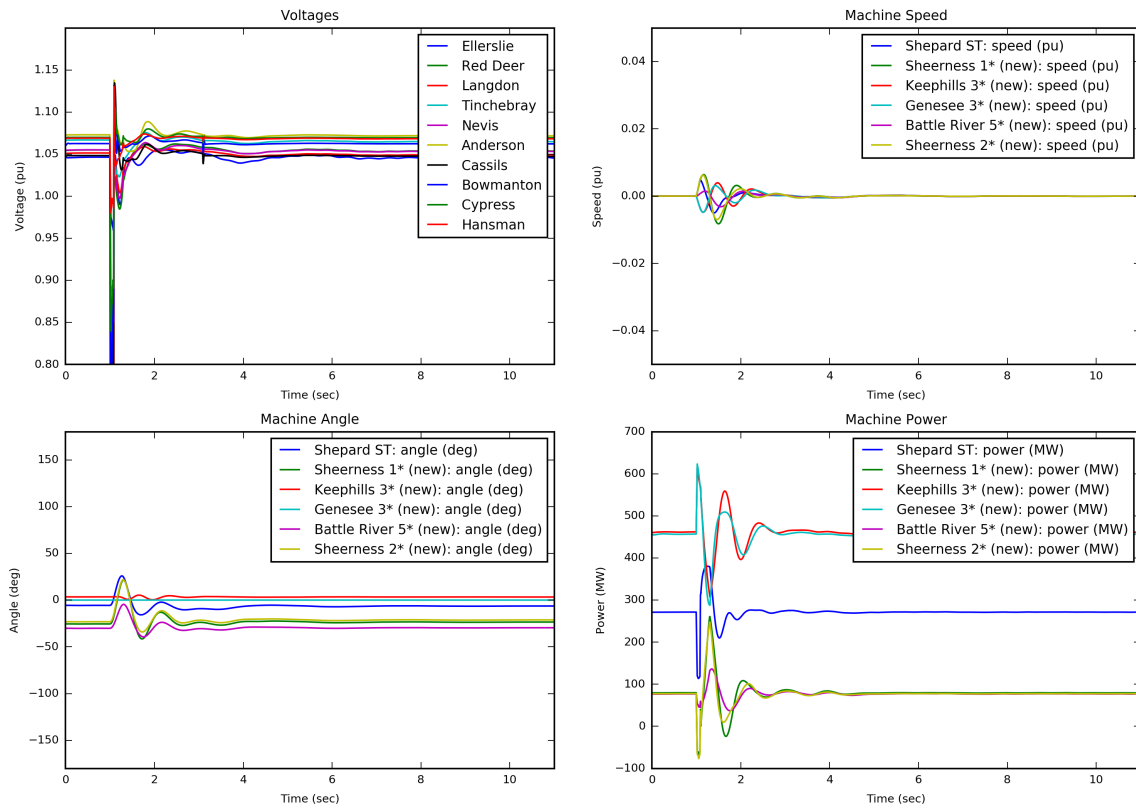 Voltages
1.15
1.10
1.05
1.00
0.95
0.90
0.85
0.80
Voltage (pu)
Ellerslie
Red Deer
Langdon
Tinchebray
Nevis
Anderson
Cassils
Bowmanton
Cypress
Hansman
0 2 4 6 8 10
Time (sec)
Machine Speed
0.04
0.02
0.00
−0.02
−0.04
Speed (pu)
Shepard ST: speed (pu)
Sheerness 1* (new): speed (pu)
Keephills 3* (new): speed (pu)
Genesee 3* (new): speed (pu)
Battle River 5* (new): speed (pu)
Sheerness 2* (new): speed (pu)
0 2 4 6 8 10
Time (sec)
Machine Angle
150
100
50
0
−50
−100
−150
Angle (deg)
Shepard ST: angle (deg)
Sheerness 1* (new): angle (deg)
Keephills 3* (new): angle (deg)
Genesee 3* (new): angle (deg)
Battle River 5* (new): angle (deg)
Sheerness 2* (new): angle (deg)
0 2 4 6 8 10
Time (sec)
Machine Power
700
600
500
400
300
200
100
0
−100
Power (MW)
Shepard ST: power (MW)
Sheerness 1* (new): power (MW)
Keephills 3* (new): power (MW)
Genesee 3* (new): power (MW)
Battle River 5* (new): power (MW)
Sheerness 2* (new): power (MW)
0 2 4 6 8 10
Time (sec)